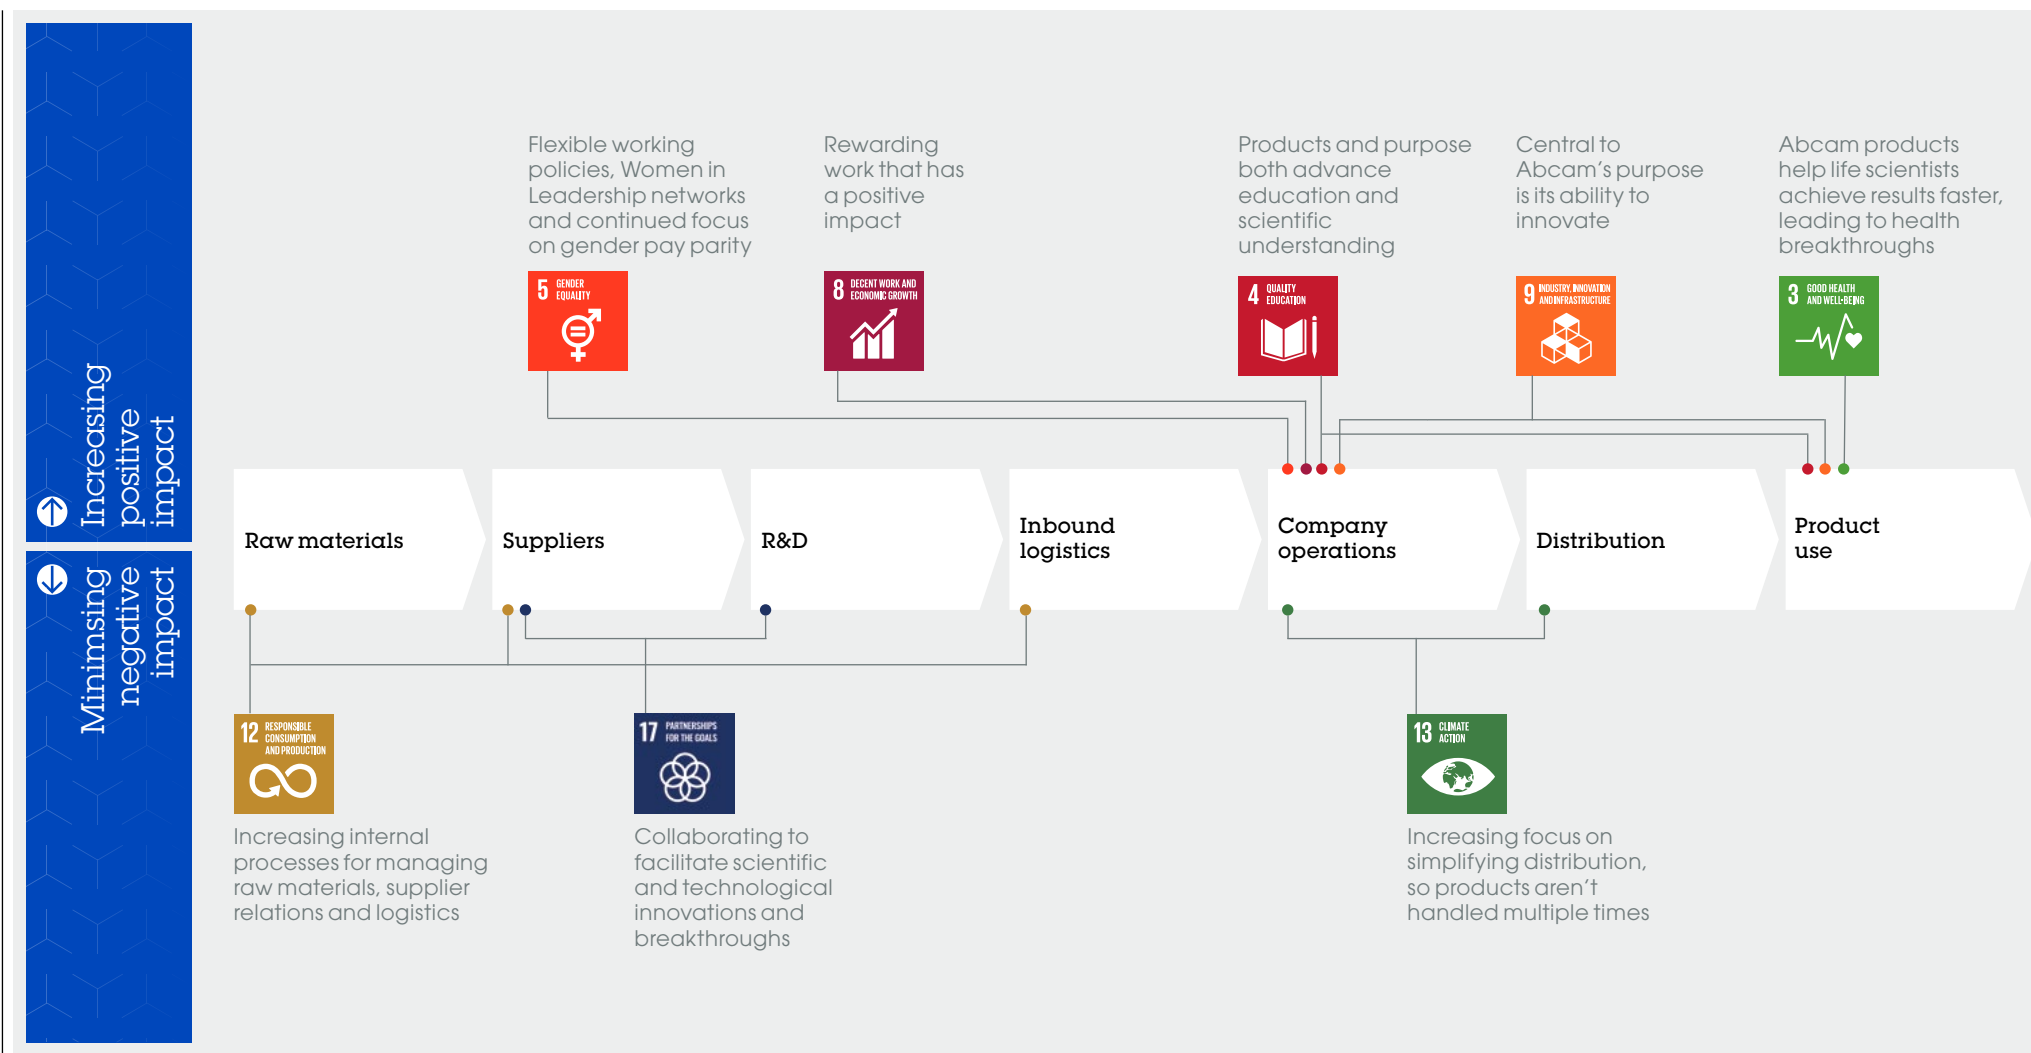 Increasing
positive
impact
Minimsing
negative
impact
Flexible working
policies, Women in
Leadership networks
and continued focus
on gender pay parity
Rewarding
work that has
a positive
impact
Products and purpose
both advance
education and
scientific
understanding
Central to
Abcam’s purpose
is its ability to
innovate
Abcam products
help life scientists
achieve results faster,
leading to health
breakthroughs
5 GENDER
EQUALITY
8 DECENT WORK AND
ECONOMIC GROWTH
4 QUALITY
EDUCATION
9 INDUSTRY, INNOVATION
AND INFRASTRUCTURE
3 GOOD HEALTH
AND WELL-BEING
Raw materials
Suppliers
R&D
Inbound
logistics
Company
operations
Distribution
Product
use
12 RESPONSIBLE
CONSUMPTION
AND PRODUCTION
17 PARTNERSHIPS
FOR THE GOALS
13 CLIMATE
ACTION
Increasing internal
processes for managing
raw materials, supplier
relations and logistics
Collaborating to
facilitate scientific
and technological
innovations and
breakthroughs
Increasing focus on
simplifying distribution,
so products aren’t
handled multiple times